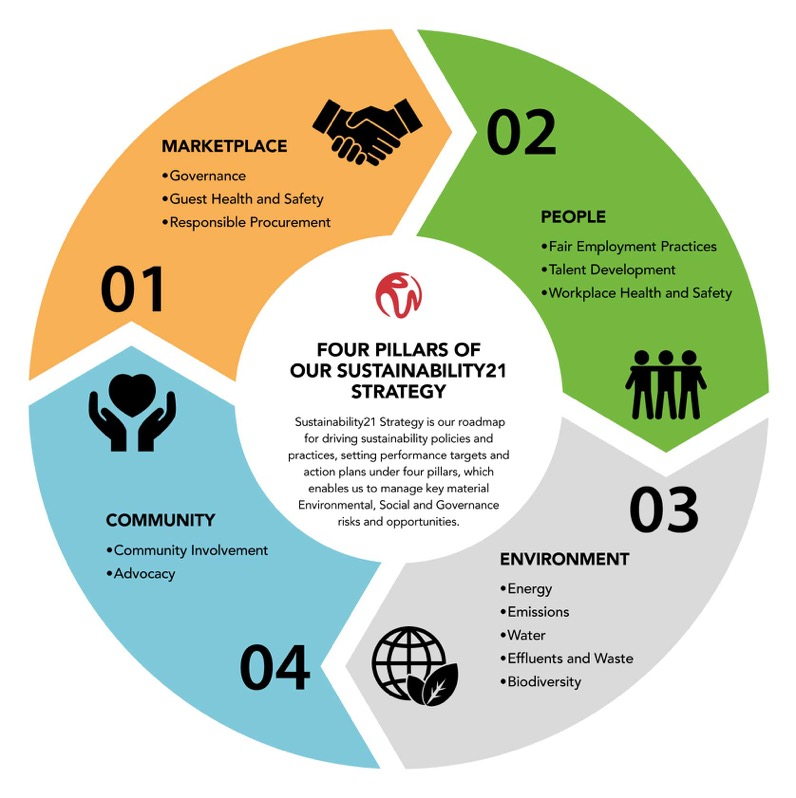 FOUR PILLARS OF
OUR SUSTAINABILITY21
STRATEGY
Sustainability21 Strategy is our roadmap
for driving sustainability policies and
practices, setting performance targets and
action plans under four pillars, which
enables us to manage key material
Environmental, Social and Governance
risks and opportunities.
01
MARKETPLACE
•Governance
•Guest Health and Safety
•Responsible Procurement
02
PEOPLE
•Fair Employment Practices
•Talent Development
•Workplace Health and Safety
03
ENVIRONMENT
•Energy
•Emissions
•Water
•Effluents and Waste
•Biodiversity
04
COMMUNITY
•Community Involvement
•Advocacy